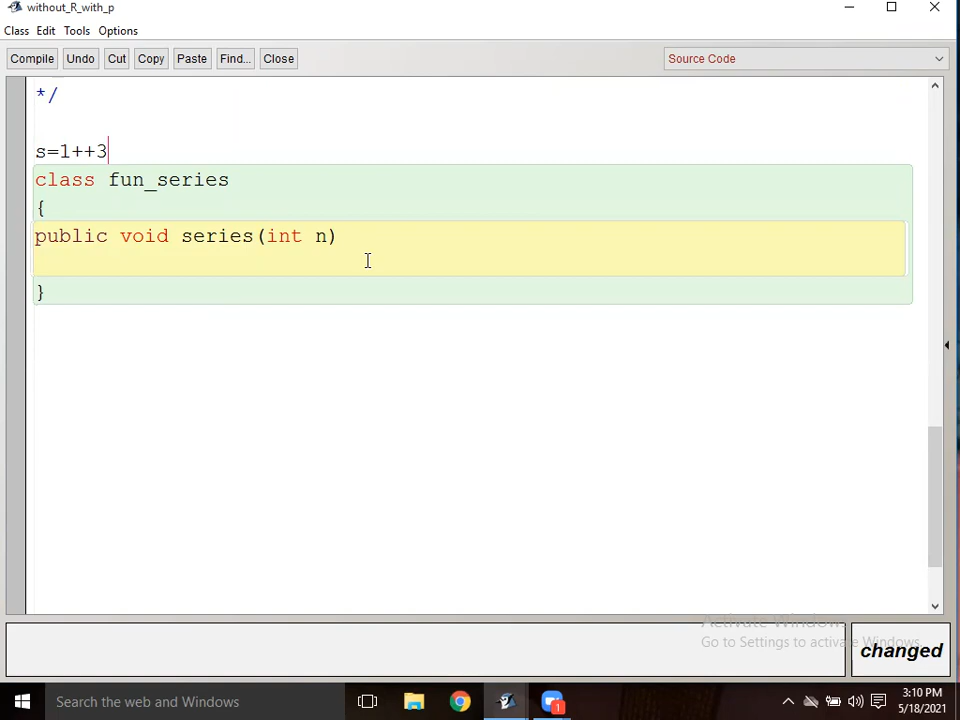 without_R_with_p
Class Edit Tools Options
Compile Undo Cut Copy Paste Find... Close Source Code
*/
s=1++3
class fun_series
{
public void series(int n)
}
Activate Windows
Go to Settings to activate Windows.
changed
Search the web and Windows
1
3:10 PM
5/18/2021